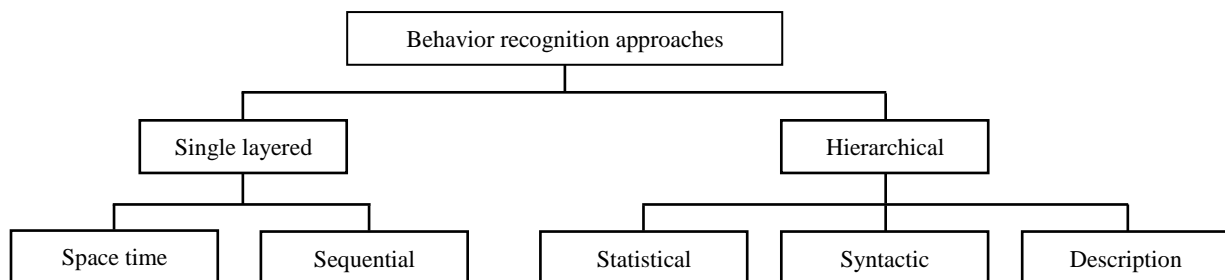 Behavior recognition approaches
Single layered
Hierarchical
Space time
Sequential
Statistical
Syntactic
Description